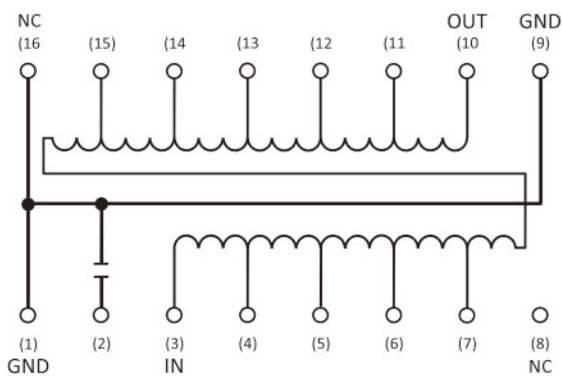 NC OUT GND
(16 (15) (14 (13) (12) (11) (10 (9)
(1) (2) (3) (4) (5) (6) (7) (8)
GND IN NC